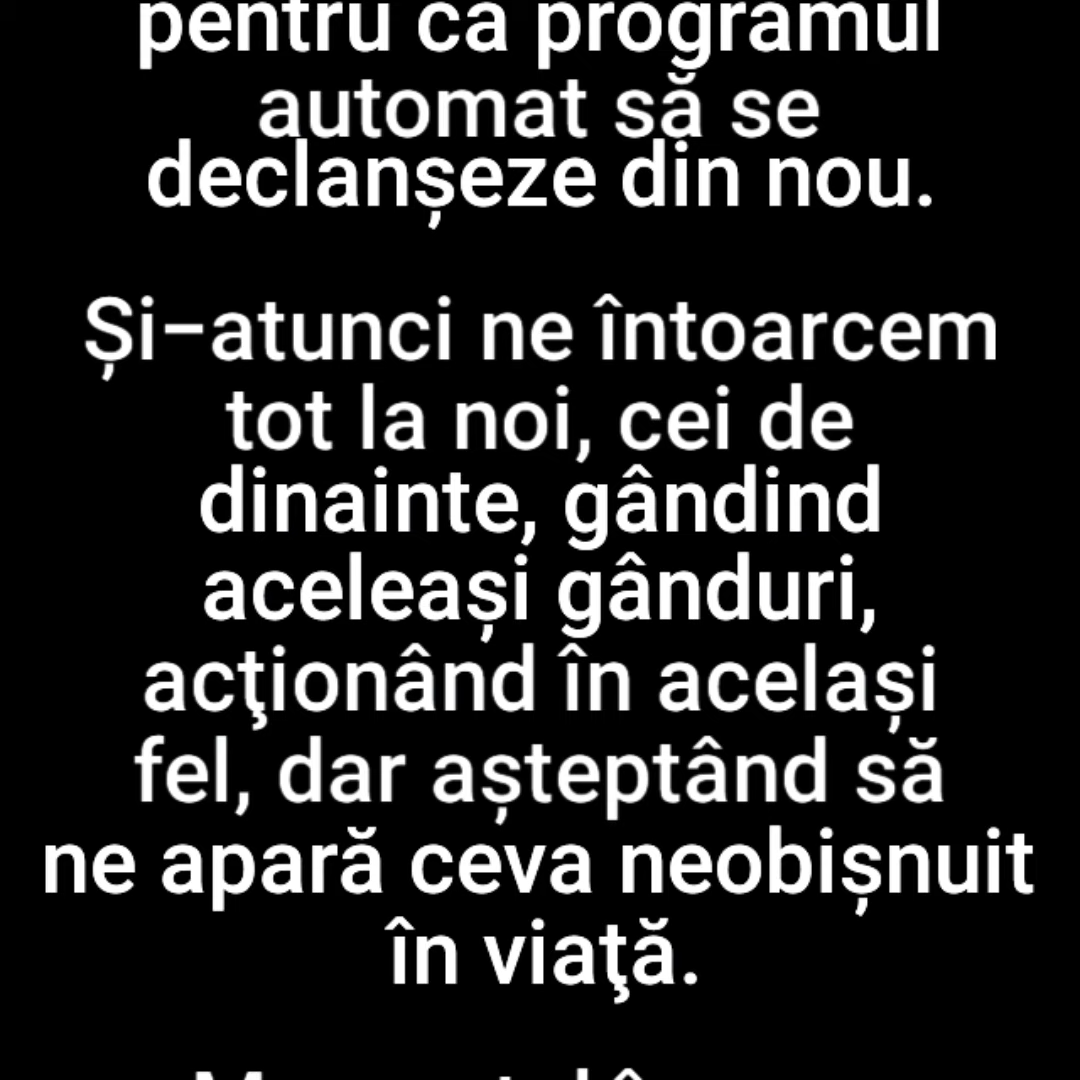 pentru ca programul
automat să se
declanșeze din nou.
Și–atunci ne întoarcem
tot la noi, cei de
dinainte, gândind
aceleași gânduri,
acţionând în același
fel, dar așteptând să
ne apară ceva neobișnuit
în viaţă.